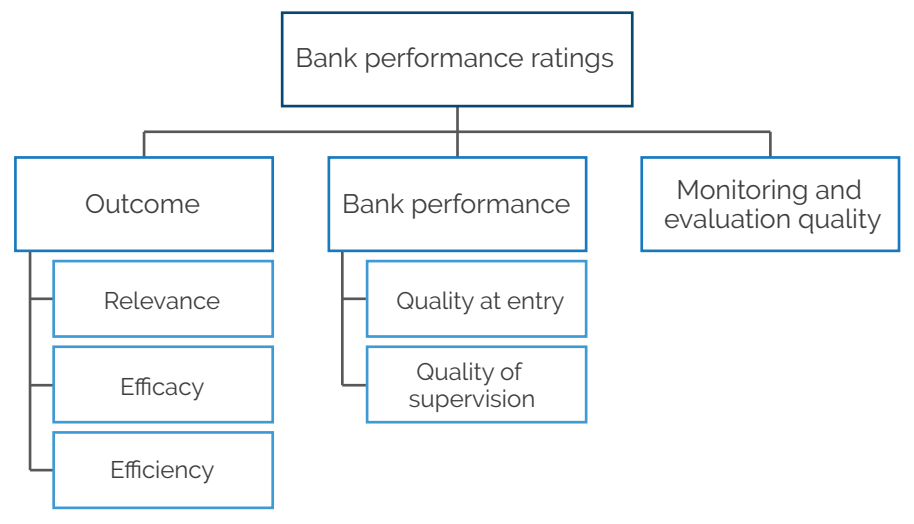 Bank performance ratings
Outcome
Bank performance
Monitoring and
evaluation quality
Relevance
Efficacy
Efficiency
Quality at entry
Quality of
supervision